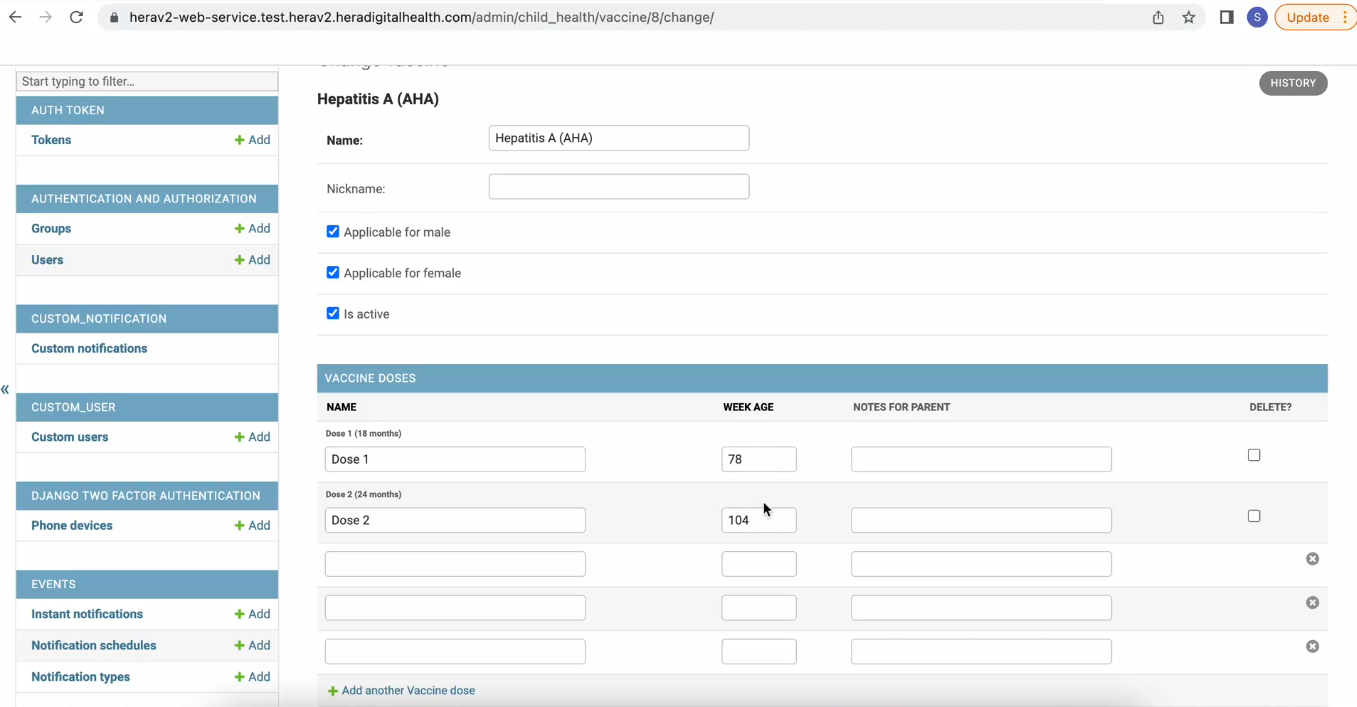 herav2-web-service.test.herav2.heradigitalhealth.com/admin/child_health/vaccine/8/change/
S
Update
Start typing to filter...
AUTH TOKEN
Tokens
Add
AUTHENTICATION AND AUTHORIZATION
Groups
Add
Users
Add
CUSTOM_NOTIFICATION
Custom notifications
«
CUSTOM_USER
Custom users
Add
DJANGO TWO FACTOR AUTHENTICATION
Phone devices
Add
EVENTS
Instant notifications
Add
Notification schedules
Add
Notification types
Add
HISTORY
Hepatitis A (AHA)
Name:
Hepatitis A (AHA)
Nickname:
Applicable for male
Applicable for female
Is active
VACCINE DOSES
NAME WEEK AGE NOTES FOR PARENT DELETE?
Dose 1 (18 months)
Dose 1 78
Dose 2 (24 months)
Dose 2 104
Add another Vaccine dose